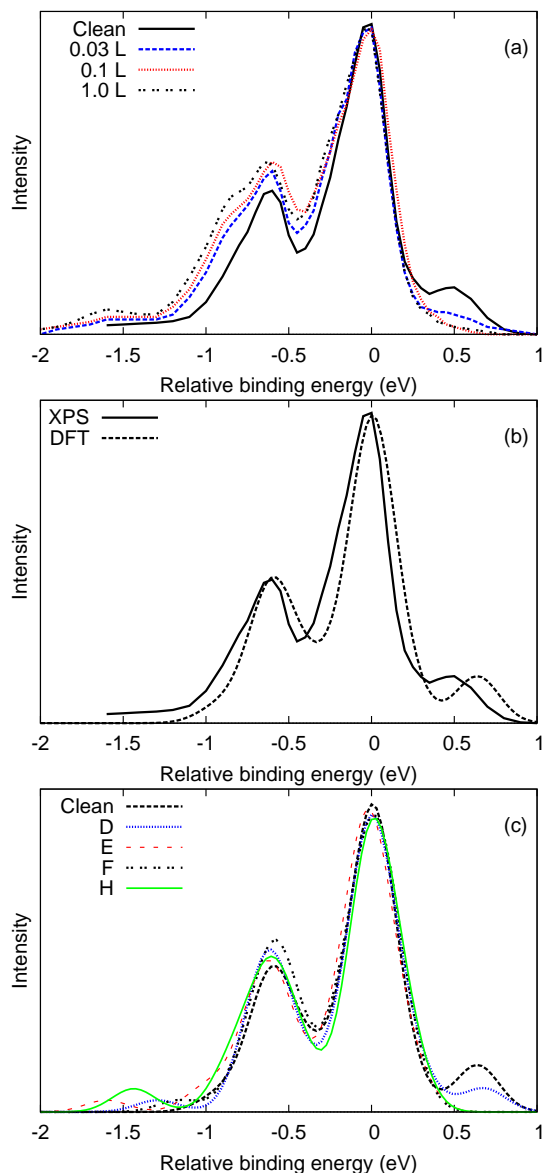 Clean
0.03 L
0.1 L
1.0 L
(a)
Intensity
-2 -1.5 -1 -0.5 0 0.5 1
Relative binding energy (eV)
XPS
DFT
(b)
Intensity
-2 -1.5 -1 -0.5 0 0.5 1
Relative binding energy (eV)
Clean
D
E
F
H
(c)
Intensity
-2 -1.5 -1 -0.5 0 0.5 1
Relative binding energy (eV)